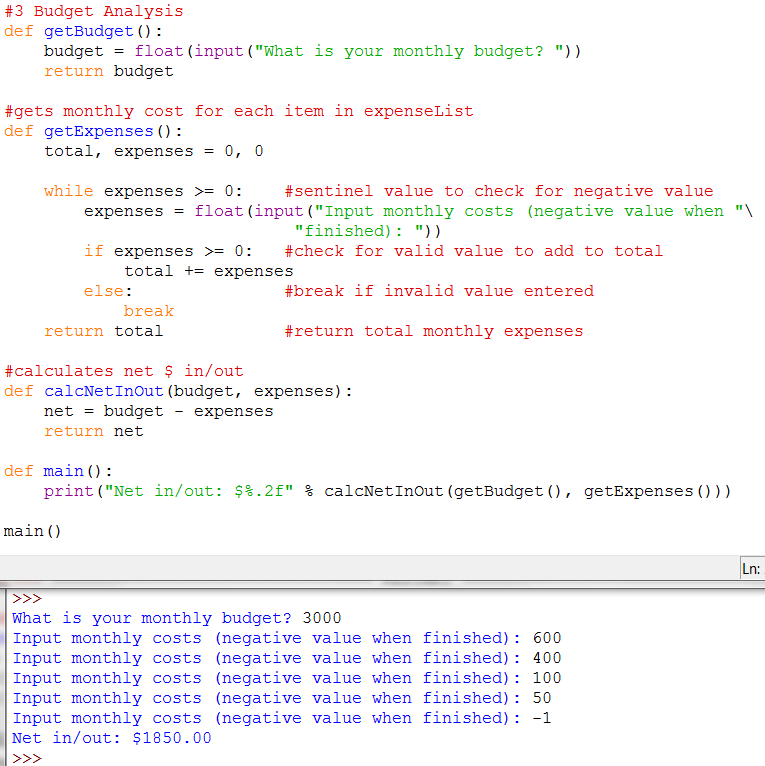 #3 Budget Analysis
def getBudget():
    budget = float(input("What is your monthly budget? "))
    return budget

#gets monthly cost for each item in expenseList
def getExpenses():
    total, expenses = 0, 0

    while expenses >= 0:    #sentinel value to check for negative value
        expenses = float(input("Input monthly costs (negative value when "\
                             "finished): "))
        if expenses >= 0:   #check for valid value to add to total
            total += expenses
        else:               #break if invalid value entered
            break
    return total            #return total monthly expenses

#calculates net $ in/out
def calcNetInOut(budget, expenses):
    net = budget - expenses
    return net

def main():
    print("Net in/out: $%.2f" % calcNetInOut(getBudget(), getExpenses()))

main()
Ln:
>>>
What is your monthly budget? 3000
Input monthly costs (negative value when finished): 600
Input monthly costs (negative value when finished): 400
Input monthly costs (negative value when finished): 100
Input monthly costs (negative value when finished): 50
Input monthly costs (negative value when finished): -1
Net in/out: $1850.00
>>>